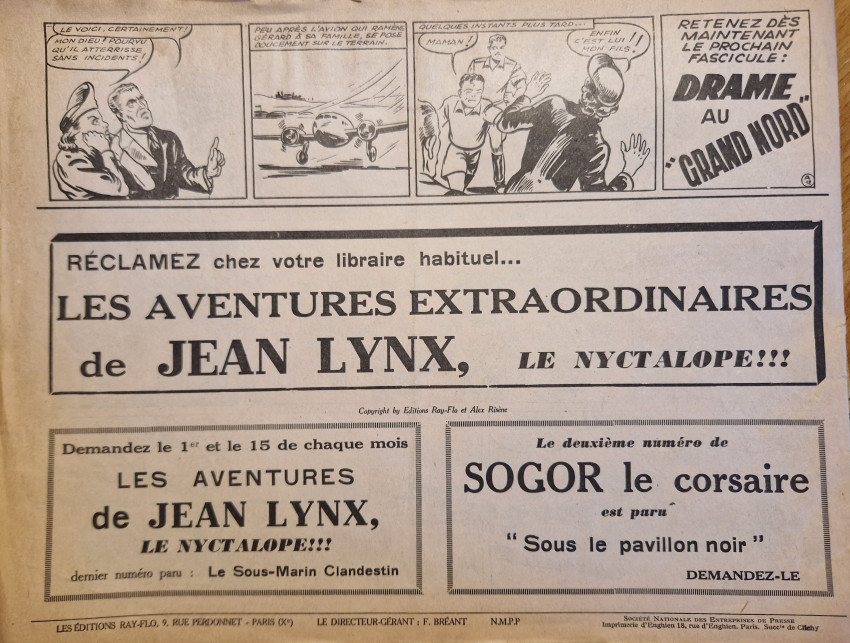 LE VOICI, CERTAINEMENT!
MON DIEU! POURVU
QU'IL ATTERRISSE
SANS INCIDENTS!
PEU APRÈS L'AVION QUI RAMÈNE
GÉRARD A SA FAMILLE, SE POSE
DOUCEMENT SUR LE TERRAIN.
QUELQUES INSTANTS PLUS TARD...
MAMAN!
ENFIN
C'EST LUI!!
MON FILS!
RETENEZ DÈS
MAINTENANT
LE PROCHAIN
FASCICULE :
DRAME
AU
"GRAND NORD"
RÉCLAMEZ chez votre libraire habituel...
LES AVENTURES EXTRAORDINAIRES
de JEAN LYNX, LE NYCTALOPE!!!
Copyright by Editions Ray-Flo et Alex Risène
Demandez le 1er et le 15 de chaque mois
LES AVENTURES
de JEAN LYNX,
LE NYCTALOPE!!!
dernier numéro paru : Le Sous-Marin Clandestin
Le deuxième numéro de
SOGOR le corsaire
est paru
" Sous le pavillon noir "
DEMANDEZ-LE
LES ÉDITIONS RAY-FLO, 9, RUE PERDONNET - PARIS (Xe) LE DIRECTEUR-GÉRANT : F. BRÉANT N.M.P.P
SOCIÉTÉ NATIONALE DES ENTREPRISES DE PRESSE
Imprimerie d'Enghien 18, rue d'Enghien, Paris. Succle de Clichy